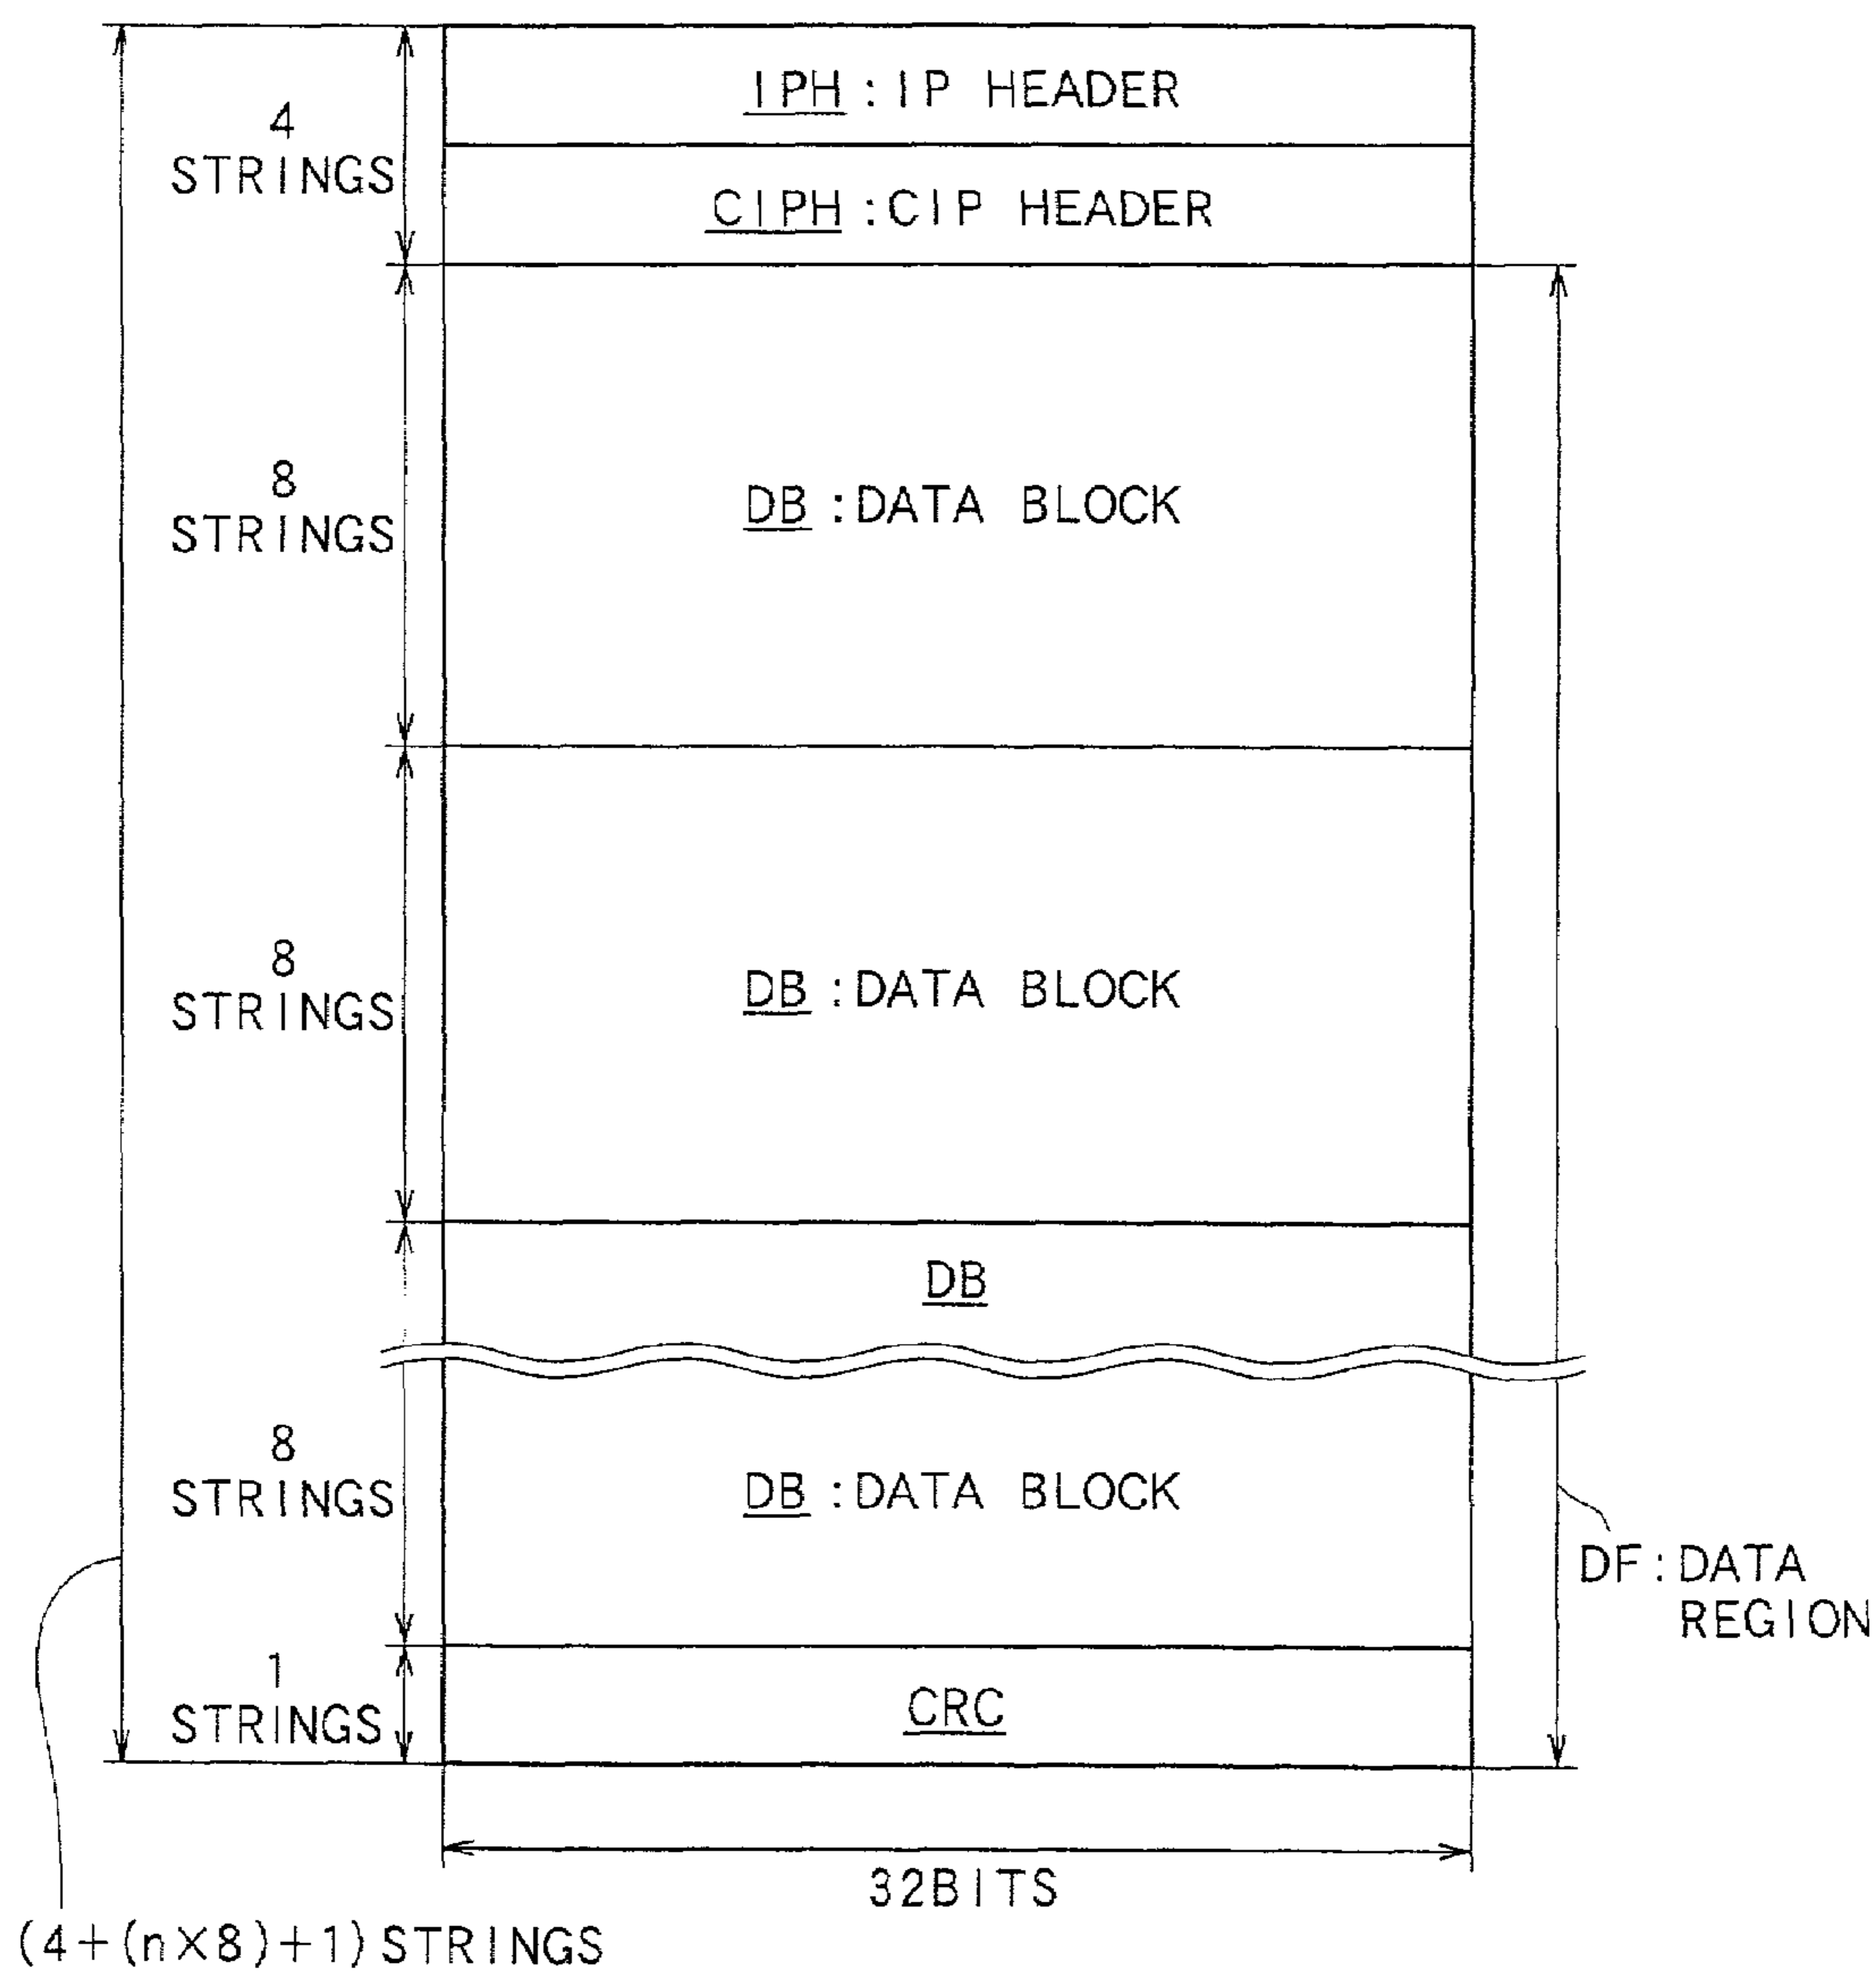 IPH : IP HEADER
4
STRINGS
CIPH : CIP HEADER
8
STRINGS
DB : DATA BLOCK
8
STRINGS
DB : DATA BLOCK
DB
8
STRINGS
DB : DATA BLOCK
DF : DATA
REGION
1
STRINGS
CRC
32BITS
(4+(n×8)+1) STRINGS